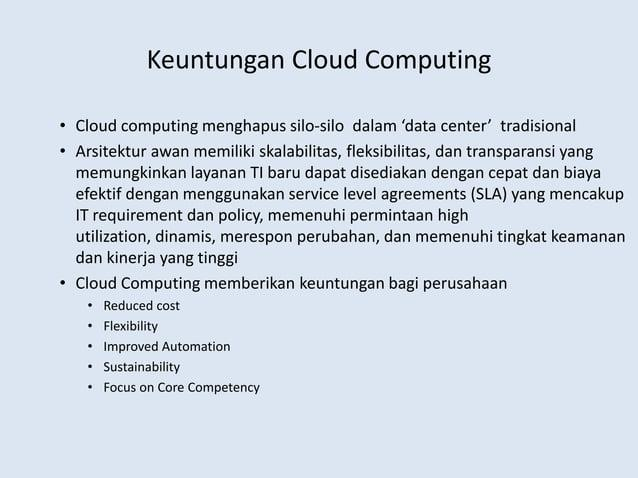 Keuntungan Cloud Computing
• Cloud computing menghapus silo-silo dalam ‘data center’ tradisional
• Arsitektur awan memiliki skalabilitas, fleksibilitas, dan transparansi yang
memungkinkan layanan TI baru dapat disediakan dengan cepat dan biaya
efektif dengan menggunakan service level agreements (SLA) yang mencakup
IT requirement dan policy, memenuhi permintaan high
utilization, dinamis, merespon perubahan, dan memenuhi tingkat keamanan
dan kinerja yang tinggi
• Cloud Computing memberikan keuntungan bagi perusahaan
• Reduced cost
• Flexibility
• Improved Automation
• Sustainability
• Focus on Core Competency